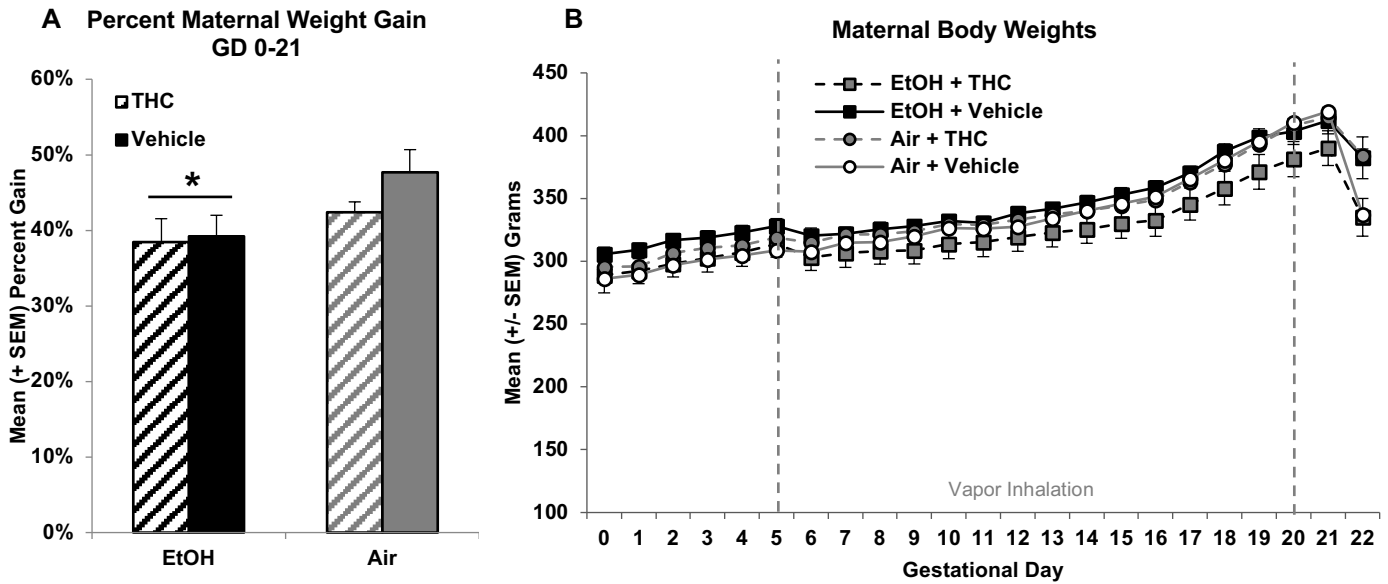 A Percent Maternal Weight Gain
GD 0-21
Mean (+ SEM) Percent Gain
60%
50%
40%
30%
20%
10%
0%
THC
Vehicle
*
EtOH Air
B
Maternal Body Weights
Mean (+/- SEM) Grams
450
400
350
300
250
200
150
100
EtOH + THC
EtOH + Vehicle
Air + THC
Air + Vehicle
Vapor Inhalation
0 1 2 3 4 5 6 7 8 9 10 11 12 13 14 15 16 17 18 19 20 21 22
Gestational Day